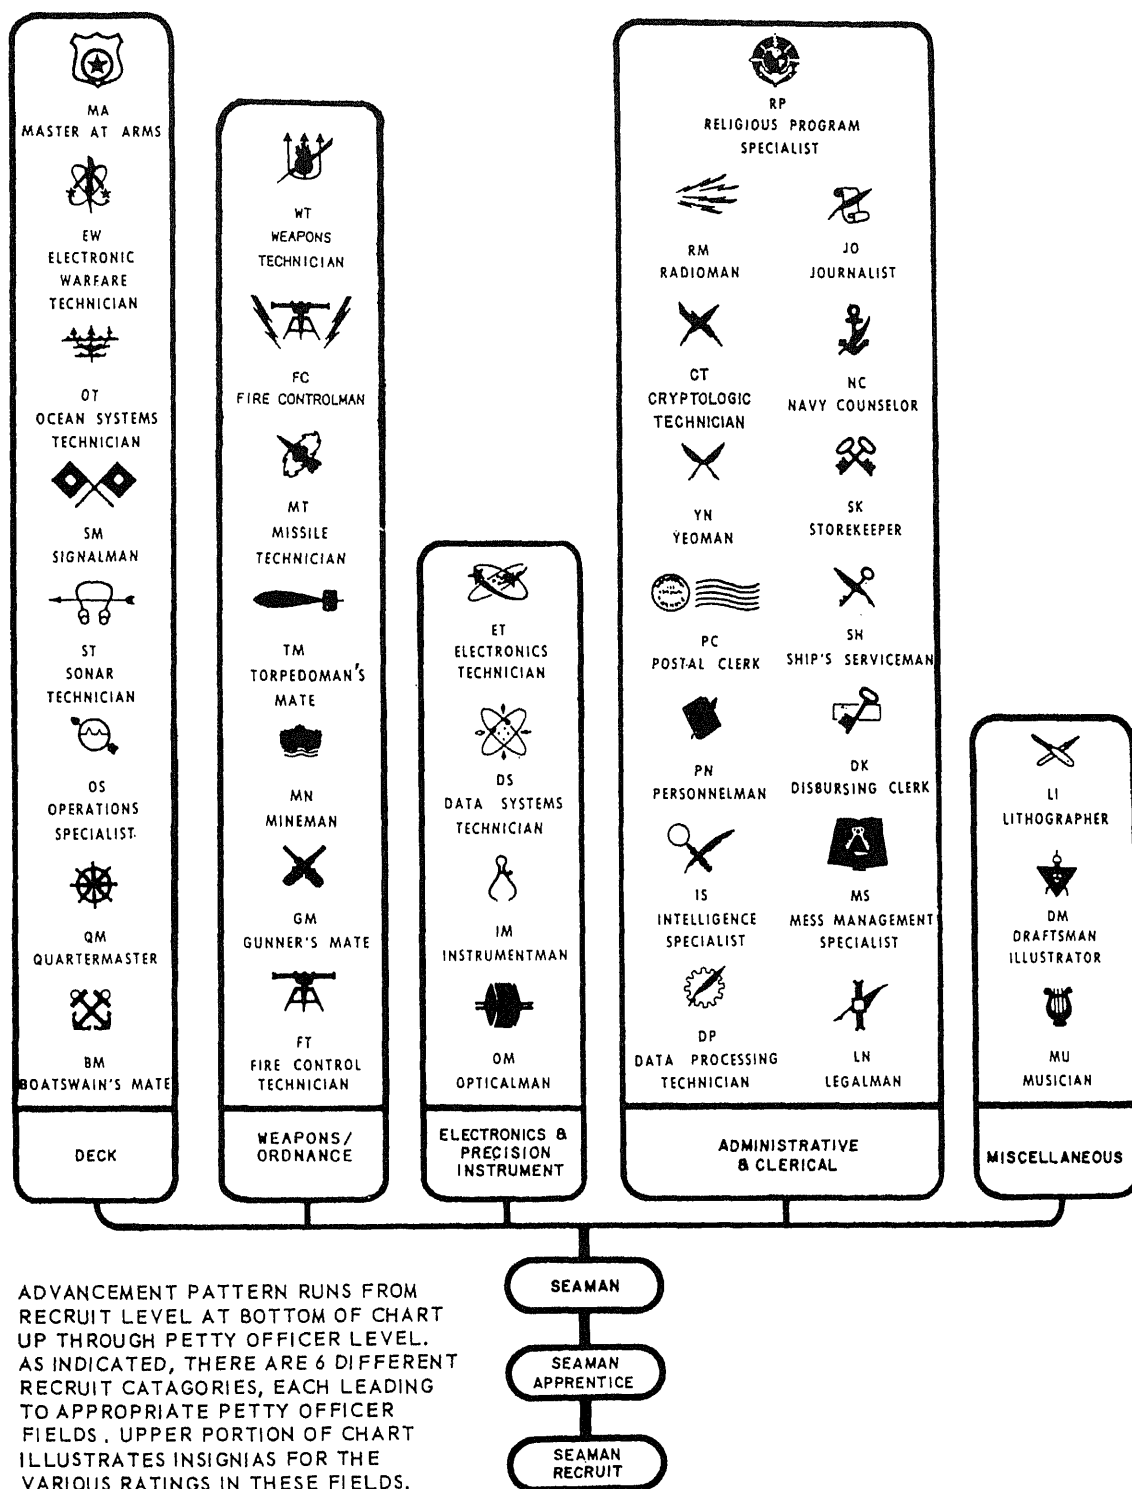 MA
MASTER AT ARMS
EW
ELECTRONIC
WARFARE
TECHNICIAN
OT
OCEAN SYSTEMS
TECHNICIAN
SM
SIGNALMAN
ST
SONAR
TECHNICIAN
OS
OPERATIONS
SPECIALIST
QM
QUARTERMASTER
BM
BOATSWAIN'S MATE
DECK
WT
WEAPONS
TECHNICIAN
FC
FIRE CONTROLMAN
MT
MISSILE
TECHNICIAN
TM
TORPEDOMAN'S
MATE
MN
MINEMAN
GM
GUNNER'S MATE
FT
FIRE CONTROL
TECHNICIAN
WEAPONS/
ORDNANCE
ET
ELECTRONICS
TECHNICIAN
DS
DATA SYSTEMS
TECHNICIAN
IM
INSTRUMENTMAN
OM
OPTICALMAN
ELECTRONICS &
PRECISION
INSTRUMENT
RP
RELIGIOUS PROGRAM
SPECIALIST
RM
RADIOMAN
CT
CRYPTOLOGIC
TECHNICIAN
YN
YEOMAN
PC
POSTAL CLERK
PN
PERSONNELMAN
IS
INTELLIGENCE
SPECIALIST
DP
DATA PROCESSING
TECHNICIAN
JO
JOURNALIST
NC
NAVY COUNSELOR
SK
STOREKEEPER
SH
SHIP'S SERVICEMAN
DK
DISBURSING CLERK
MS
MESS MANAGEMENT
SPECIALIST
LN
LEGALMAN
ADMINISTRATIVE
& CLERICAL
LI
LITHOGRAPHER
DM
DRAFTSMAN
ILLUSTRATOR
MU
MUSICIAN
MISCELLANEOUS
SEAMAN
SEAMAN
APPRENTICE
SEAMAN
RECRUIT
ADVANCEMENT PATTERN RUNS FROM
RECRUIT LEVEL AT BOTTOM OF CHART
UP THROUGH PETTY OFFICER LEVEL.
AS INDICATED, THERE ARE 6 DIFFERENT
RECRUIT CATAGORIES, EACH LEADING
TO APPROPRIATE PETTY OFFICER
FIELDS. UPPER PORTION OF CHART
ILLUSTRATES INSIGNIAS FOR THE
VARIOUS RATINGS IN THESE FIELDS.